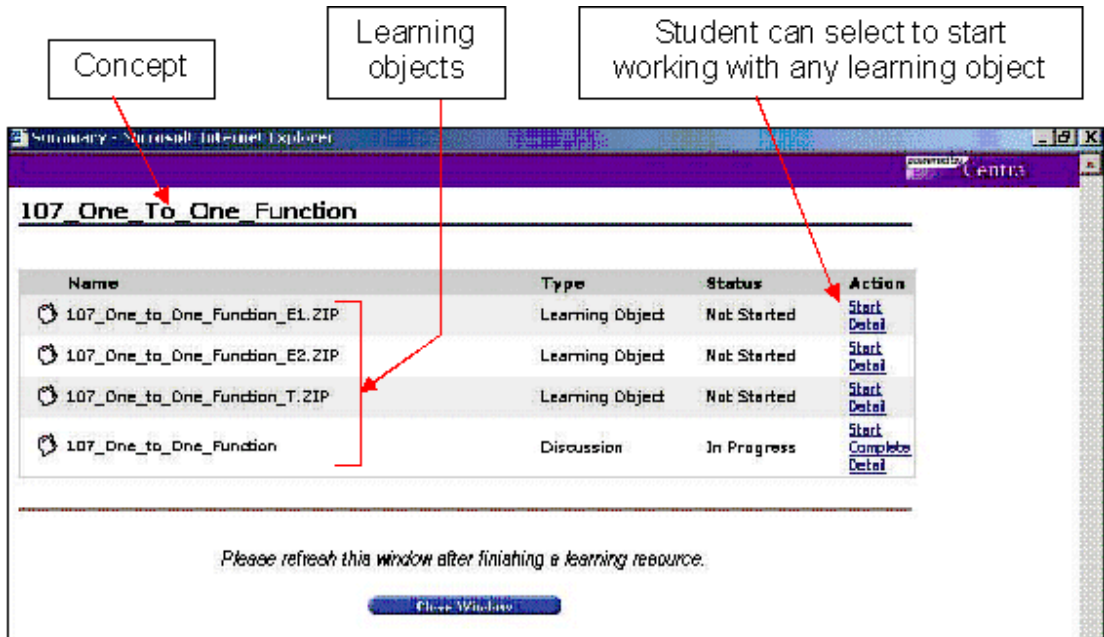 Concept
Learning
objects
Student can select to start
working with any learning object
Summary - Microsoft Internet Explorer
powered by Centra
107_One_To_One_Function
Name Type Status Action
107_One_to_One_Function_E1.ZIP Learning Object Not Started Start
Detail
107_One_to_One_Function_E2.ZIP Learning Object Not Started Start
Detail
107_One_to_One_Function_T.ZIP Learning Object Not Started Start
Detail
107_One_to_One_Function Discussion In Progress Start
Complete
Detail
Please refresh this window after finishing a learning resource.
Close Window